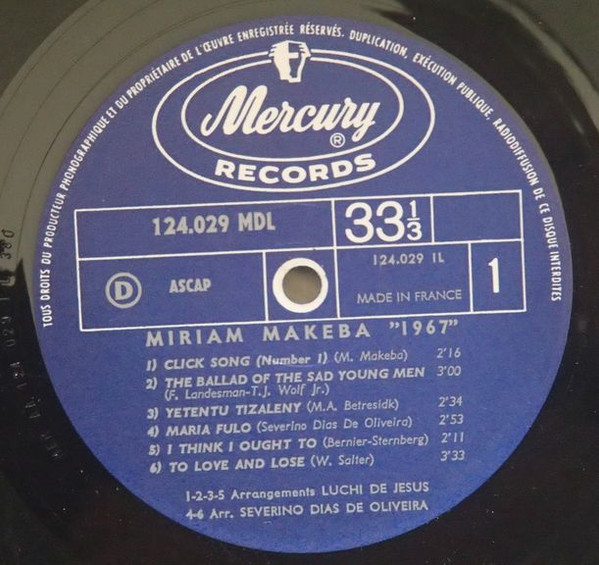 TOUS DROITS DU PRODUCTEUR PHONOGRAPHIQUE ET DU PROPRIÉTAIRE DE L'ŒUVRE ENREGISTRÉE RÉSERVÉS. DUPLICATION, EXÉCUTION PUBLIQUE, RADIODIFFUSION DE CE DISQUE INTERDITES
Mercury ®
RECORDS
124.029 MDL
33 1/3
D ASCAP
124.029 1L
MADE IN FRANCE
1
MIRIAM MAKEBA "1967"
1) CLICK SONG (Number 1) (M. Makeba) 2'16
2) THE BALLAD OF THE SAD YOUNG MEN 3'00
(F. Landesman-T.J. Wolf Jr.)
3) YETENTU TIZALENY (M.A. Betresidk) 2'34
4) MARIA FULO (Severino Dias De Oliveira) 2'53
5) I THINK I OUGHT TO (Bernier-Sternberg) 2'11
6) TO LOVE AND LOSE (W. Salter) 3'33
1-2-3-5 Arrangements LUCHI DE JESUS
4-6 Arr. SEVERINO DIAS DE OLIVEIRA